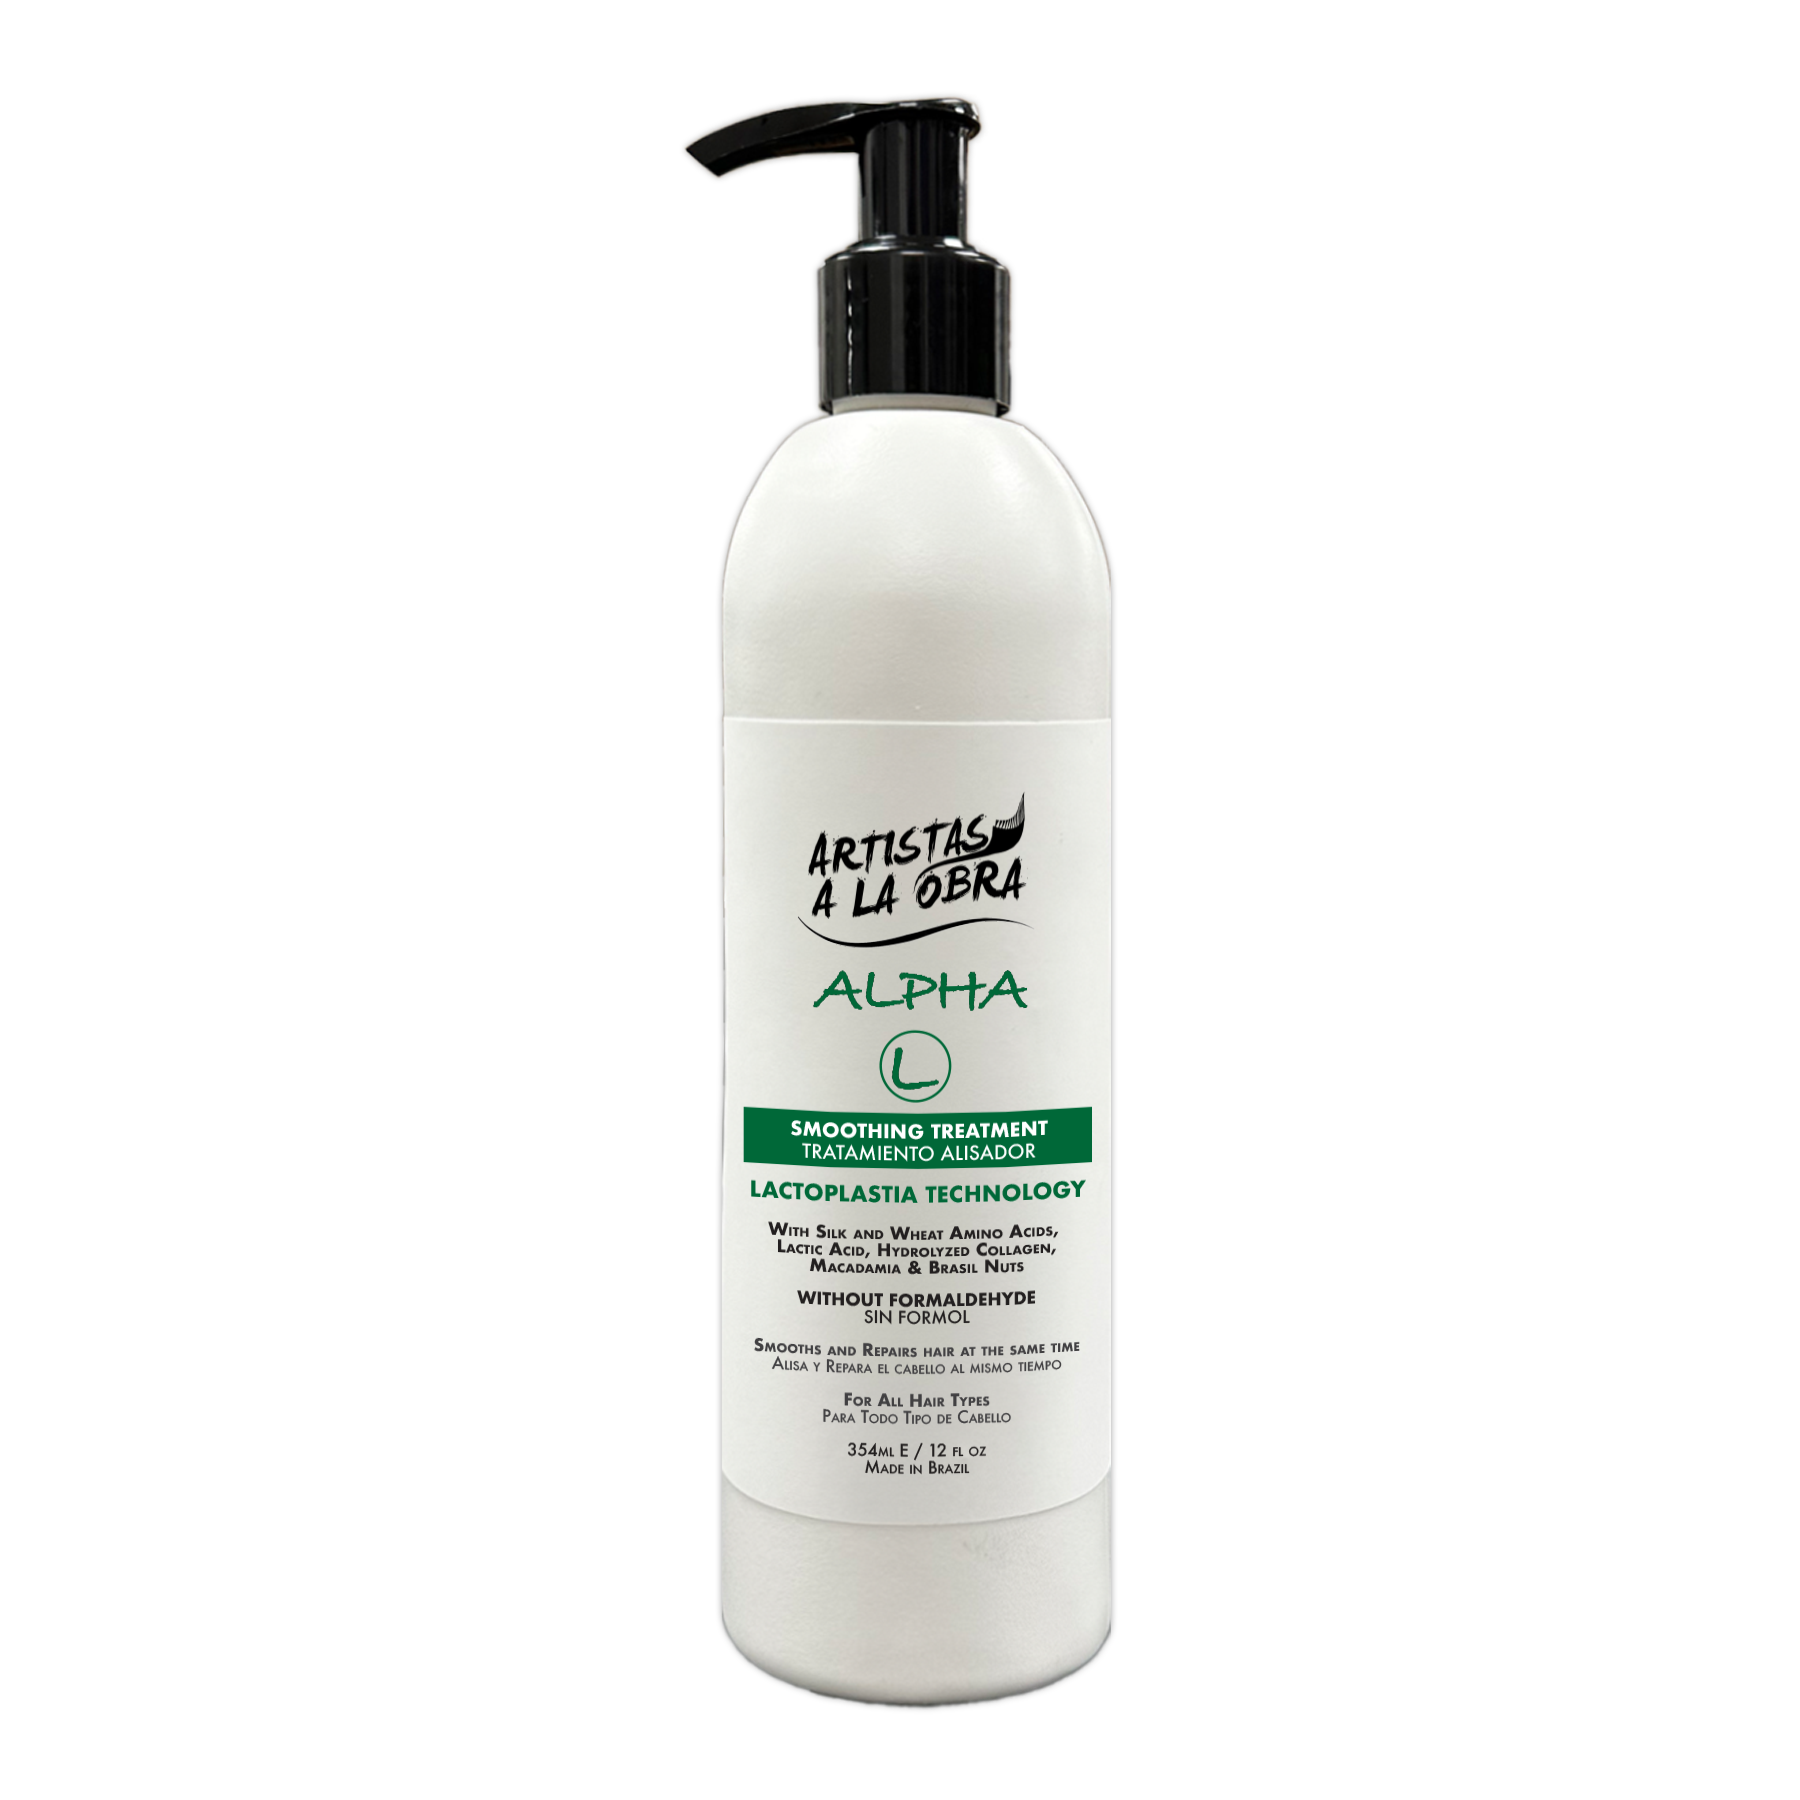 ARTISTAS
A LA OBRA
ALPHA
L
SMOOTHING TREATMENT
TRATAMIENTO ALISADOR
LACTOPLASTIA TECHNOLOGY
With Silk and Wheat Amino Acids,
Lactic Acid, Hydrolyzed Collagen,
Macadamia & Brasil Nuts
WITHOUT FORMALDEHYDE
SIN FORMOL
Smooths and Repairs hair at the same time
Alisa y Repara el cabello al mismo tiempo
For All Hair Types
Para Todo Tipo de Cabello
354ml E / 12 fl oz
Made in Brazil